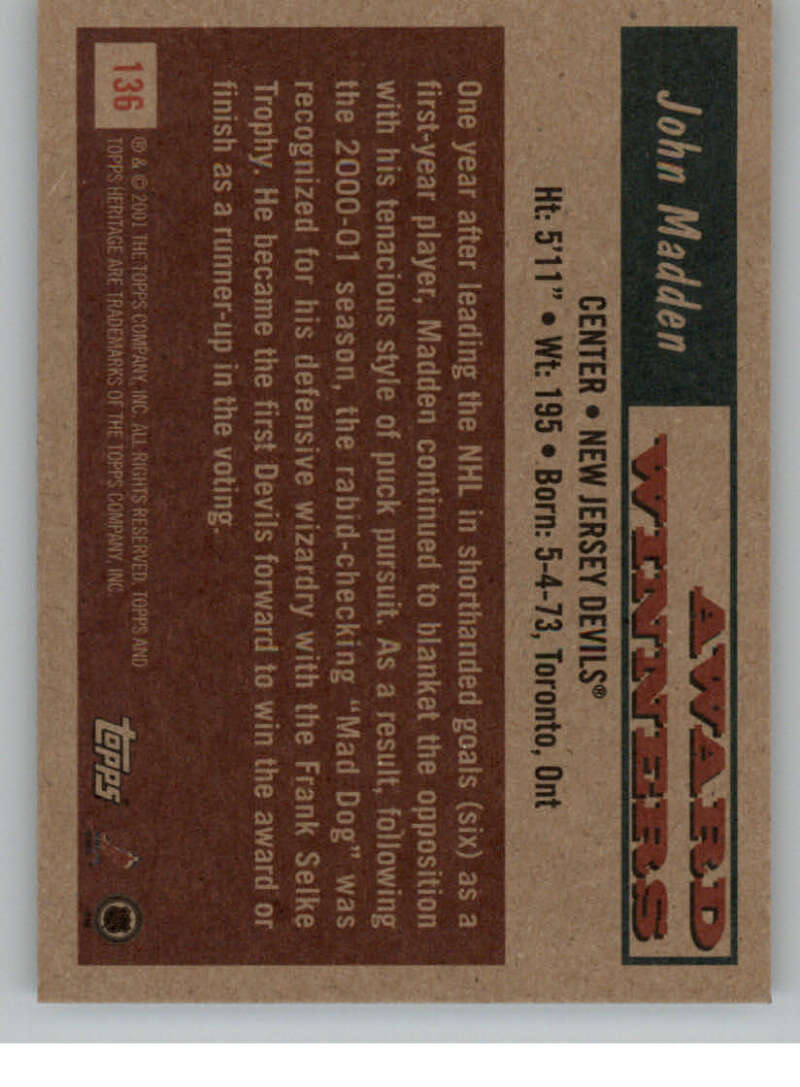 John Madden
AWARD
WINNERS
CENTER • NEW JERSEY DEVILS®
Ht: 5'11" • Wt: 195 • Born: 5-4-73, Toronto, Ont
One year after leading the NHL in shorthanded goals (six) as a
first-year player, Madden continued to blanket the opposition
with his tenacious style of puck pursuit. As a result, following
the 2000-01 season, the rabid-checking “Mad Dog” was
recognized for his defensive wizardry with the Frank Selke
Trophy. He became the first Devils forward to win the award or
finish as a runner-up in the voting.
136
® & © 2001 THE TOPPS COMPANY, INC. ALL RIGHTS RESERVED. TOPPS AND
TOPPS HERITAGE ARE TRADEMARKS OF THE TOPPS COMPANY, INC.
topps